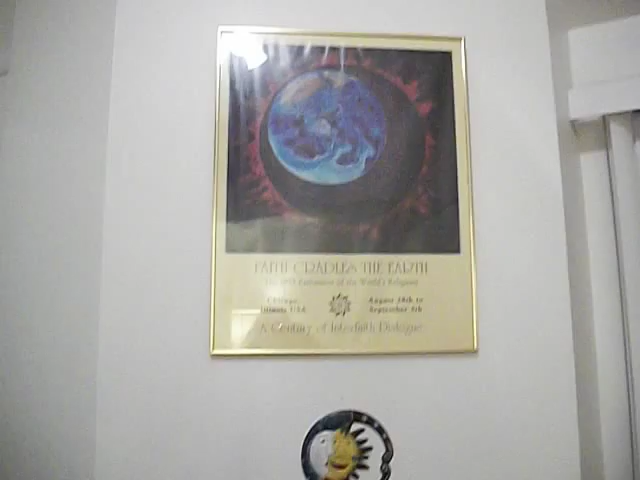 FAITH CRADLES THE EARTH
The 1993 Parliament of the World's Religions
Chicago, August 28th to
Illinois, USA September 5th
A Century of Interfaith Dialogue